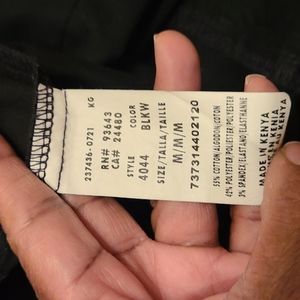 237436-0721 KG
RN# 93643
CA# 24480
STYLE COLOR
4044 BLKW
SIZE/TALLA/TAILLE
M/M/M
737314402120
55% COTTON/ALGODON/COTON
42% POLYESTER/POLIESTER/POLYESTER
3% SPANDEX/ELASTANO/ELASTHANNE
MADE IN KENYA